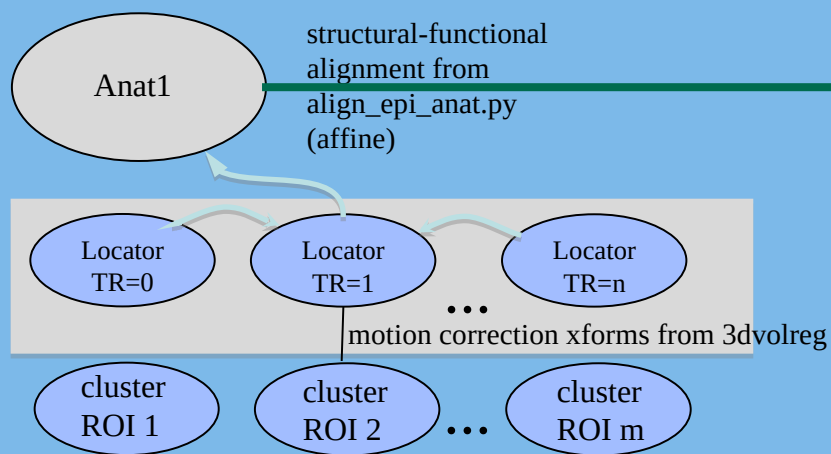 Anat1
structural-functional
alignment from
align_epi_anat.py
(affine)
Locator
TR=0
Locator
TR=1
...
Locator
TR=n
motion correction xforms from 3dvolreg
cluster
ROI 1
cluster
ROI 2
...
cluster
ROI m